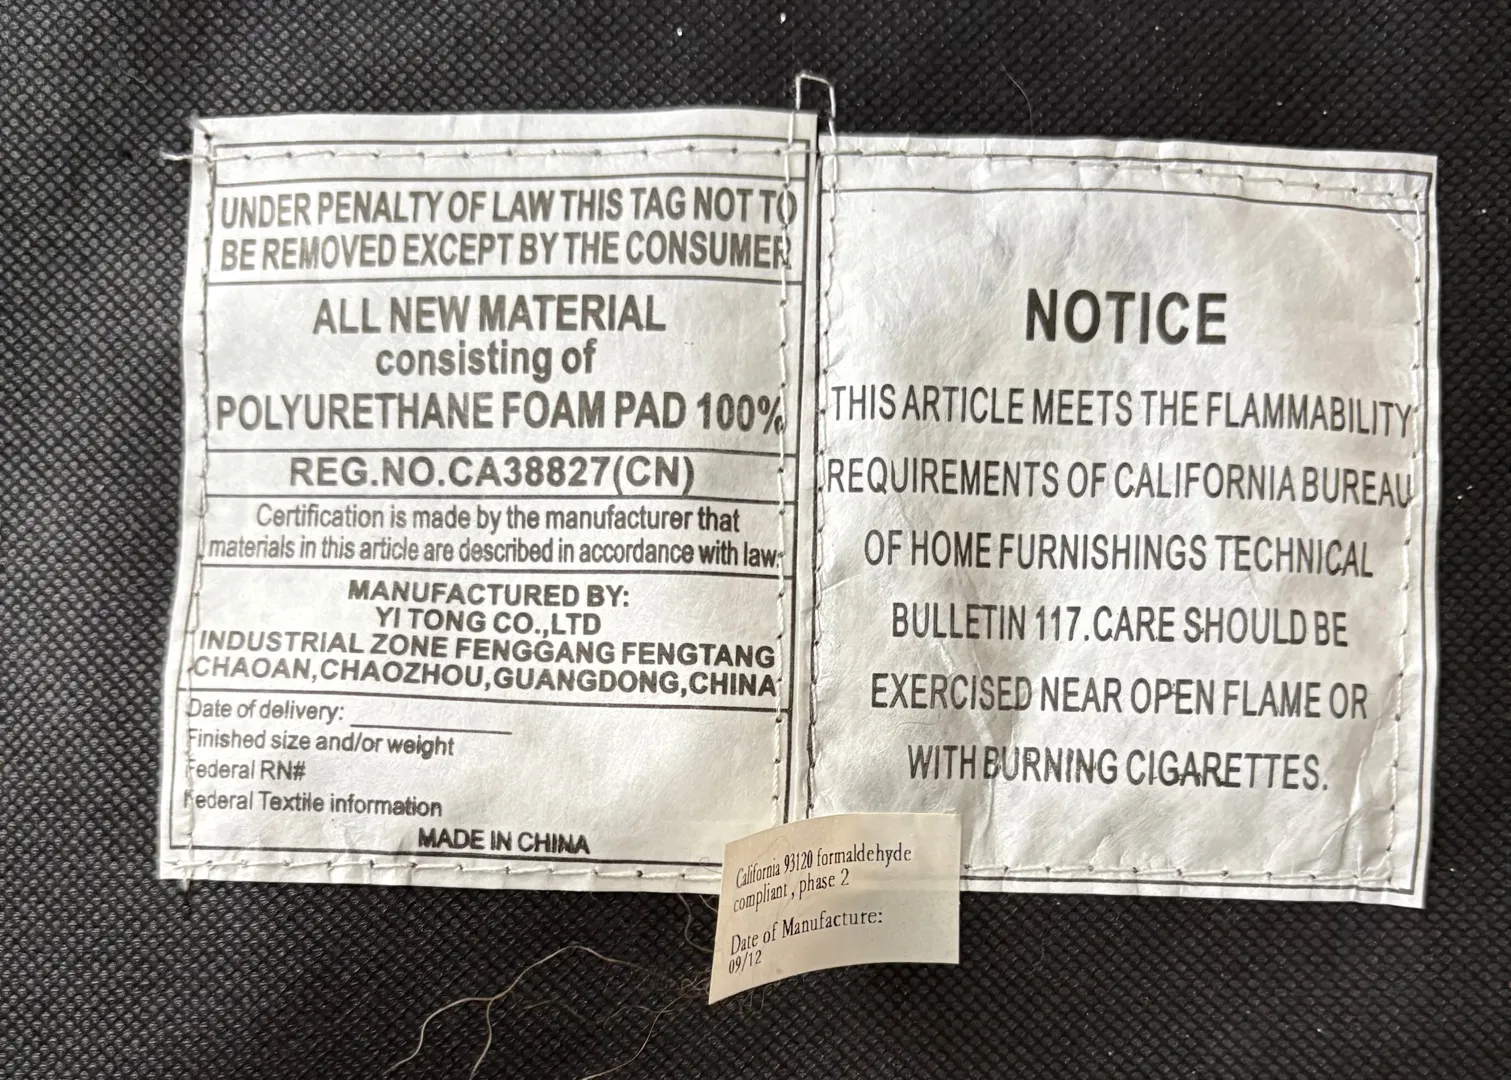 UNDER PENALTY OF LAW THIS TAG NOT TO
BE REMOVED EXCEPT BY THE CONSUMER
ALL NEW MATERIAL
consisting of
POLYURETHANE FOAM PAD 100%
REG.NO.CA38827(CN)
Certification is made by the manufacturer that
materials in this article are described in accordance with law.
MANUFACTURED BY:
YI TONG CO.,LTD
INDUSTRIAL ZONE FENGGANG FENGTANG
CHAOAN,CHAOZHOU,GUANGDONG,CHINA
Date of delivery:
Finished size and/or weight
Federal RN#
Federal Textile information
MADE IN CHINA
NOTICE
THIS ARTICLE MEETS THE FLAMMABILITY
REQUIREMENTS OF CALIFORNIA BUREAU
OF HOME FURNISHINGS TECHNICAL
BULLETIN 117.CARE SHOULD BE
EXERCISED NEAR OPEN FLAME OR
WITH BURNING CIGARETTES.
California 93120 formaldehyde
compliant , phase 2
Date of Manufacture:
09/12